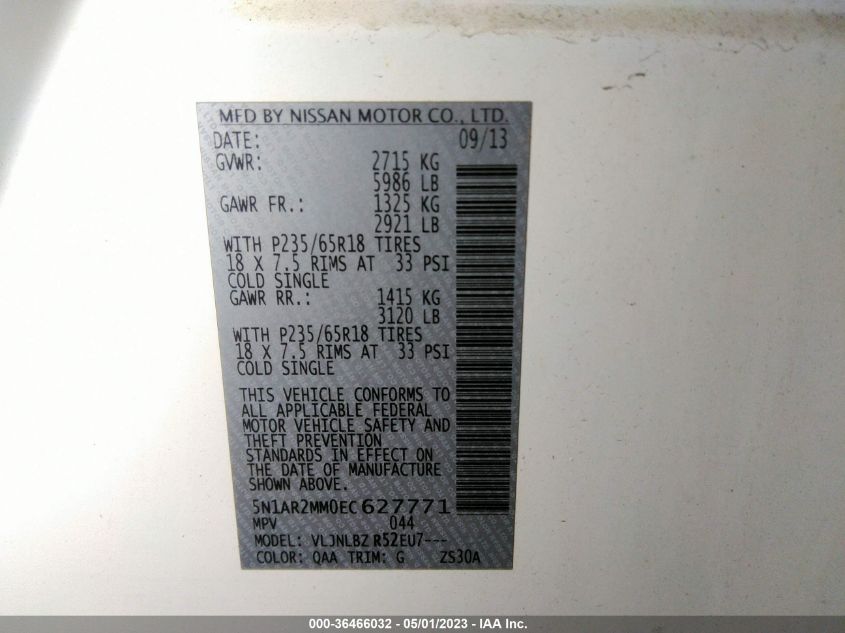 MFD BY NISSAN MOTOR CO., LTD.
DATE: 09/13
GVWR: 2715 KG
5986 LB
GAWR FR.: 1325 KG
2921 LB
WITH P235/65R18 TIRES
18 X 7.5 RIMS AT 33 PSI
COLD SINGLE
GAWR RR.: 1415 KG
3120 LB
WITH P235/65R18 TIRES
18 X 7.5 RIMS AT 33 PSI
COLD SINGLE
THIS VEHICLE CONFORMS TO
ALL APPLICABLE FEDERAL
MOTOR VEHICLE SAFETY AND
THEFT PREVENTION
STANDARDS IN EFFECT ON
THE DATE OF MANUFACTURE
SHOWN ABOVE.
5N1AR2MM0EC627771
MPV 044
MODEL: VLJNLBZ R52EU7---
COLOR: QAA TRIM: G ZS30A
000-36466032 - 05/01/2023 - IAA Inc.